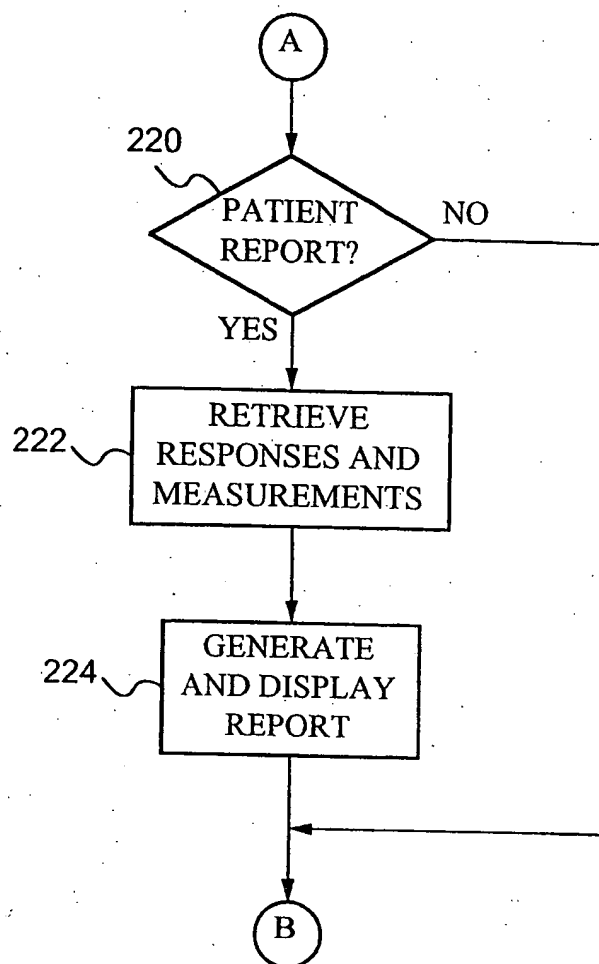 A
220
PATIENT
REPORT?
NO
YES
222
RETRIEVE
RESPONSES AND
MEASUREMENTS
224
GENERATE
AND DISPLAY
REPORT
B